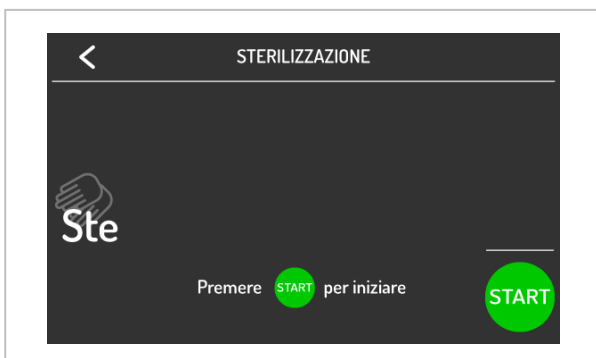 STERILIZZAZIONE
Ste
Premere START per iniziare
START